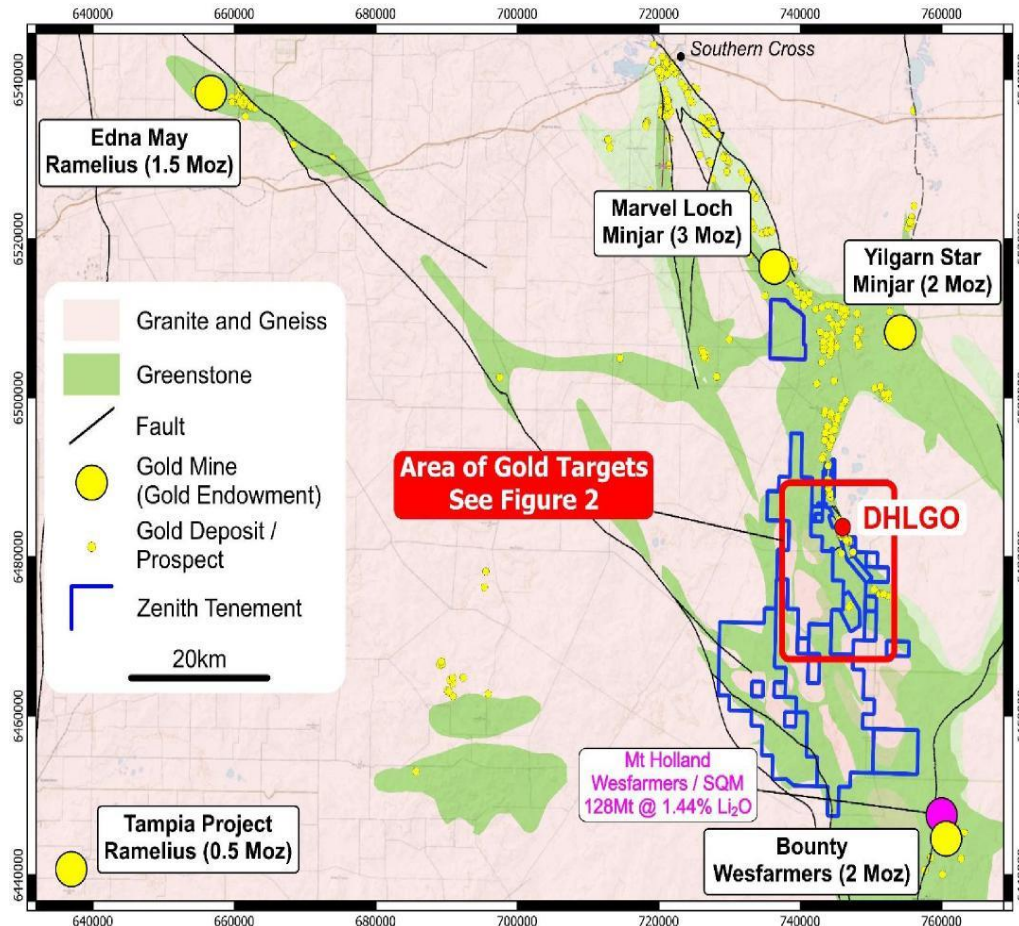 640000
660000
680000
700000
720000
740000
760000
Southern Cross
6540000
6520000
6500000
6480000
6460000
6440000
Edna May
Ramelius (1.5 Moz)
Marvel Loch
Minjar (3 Moz)
Yilgarn Star
Minjar (2 Moz)
Granite and Gneiss
Greenstone
Fault
Gold Mine
(Gold Endowment)
Gold Deposit /
Prospect
Zenith Tenement
20km
Area of Gold Targets
See Figure 2
DHLGO
Mt Holland
Wesfarmers / SQM
128Mt @ 1.44% Li₂O
Tampia Project
Ramelius (0.5 Moz)
Bounty
Wesfarmers (2 Moz)
640000
660000
680000
700000
720000
740000
760000